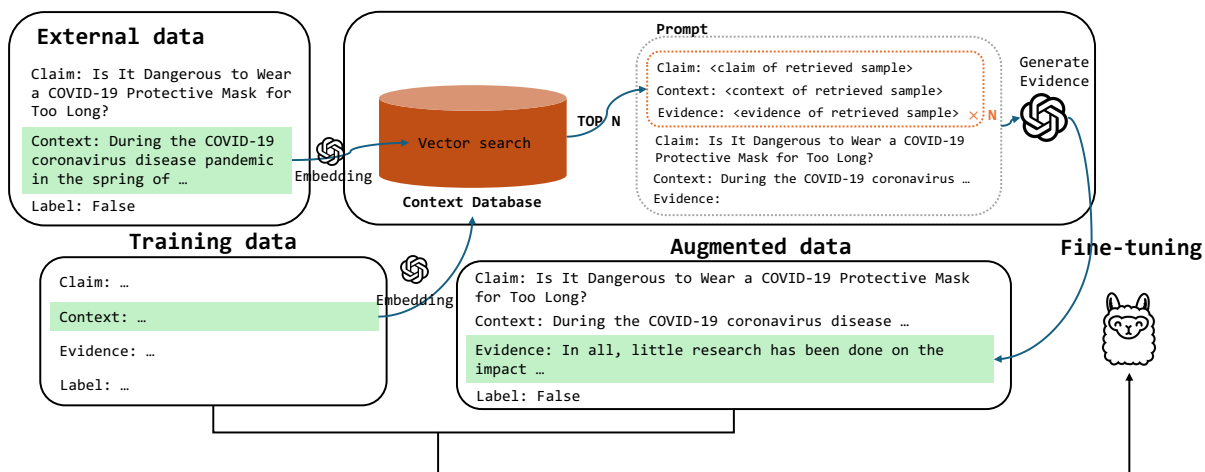 External data
Claim: Is It Dangerous to Wear
a COVID-19 Protective Mask for
Too Long?
Context: During the COVID-19
coronavirus disease pandemic
in the spring of …
Label: False
Embedding
Vector search
Context Database
TOP N
Prompt
Claim: <claim of retrieved sample>
Context: <context of retrieved sample>
Evidence: <evidence of retrieved sample> × N
Claim: Is It Dangerous to Wear a COVID-19
Protective Mask for Too Long?
Context: During the COVID-19 coronavirus …
Evidence:
Generate
Evidence
Training data
Claim: …
Context: …
Evidence: …
Label: …
Embedding
Augmented data
Claim: Is It Dangerous to Wear a COVID-19 Protective Mask
for Too Long?
Context: During the COVID-19 coronavirus disease …
Evidence: In all, little research has been done on the
impact …
Label: False
Fine-tuning